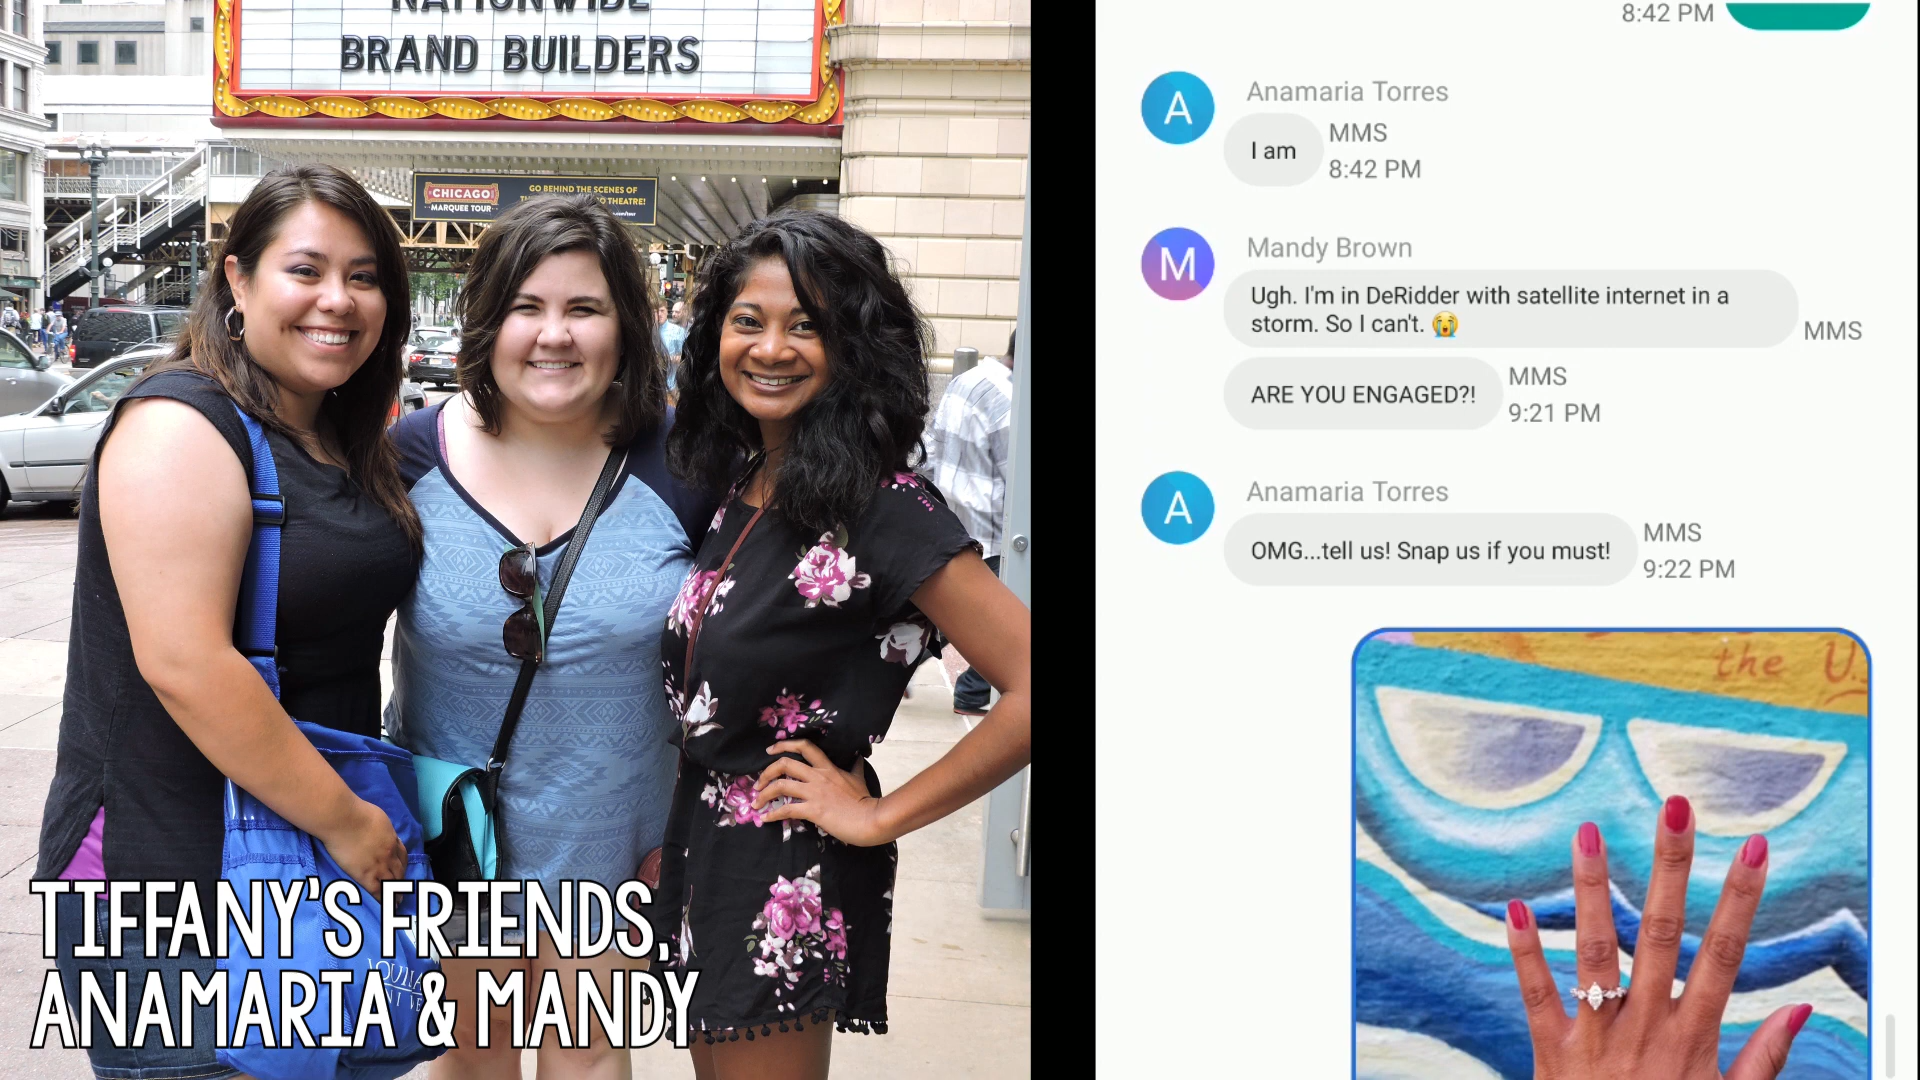 NATIONWIDE
BRAND BUILDERS
CHICAGO
MARQUEE TOUR
GO BEHIND THE SCENES OF
THEATRE!
TIFFANY'S FRIENDS,
ANAMARIA & MANDY
8:42 PM
A
Anamaria Torres
I am
MMS
8:42 PM
M
Mandy Brown
Ugh. I'm in DeRidder with satellite internet in a
storm. So I can't. 😭
MMS
ARE YOU ENGAGED?!
MMS
9:21 PM
A
Anamaria Torres
OMG...tell us! Snap us if you must!
MMS
9:22 PM
the U.